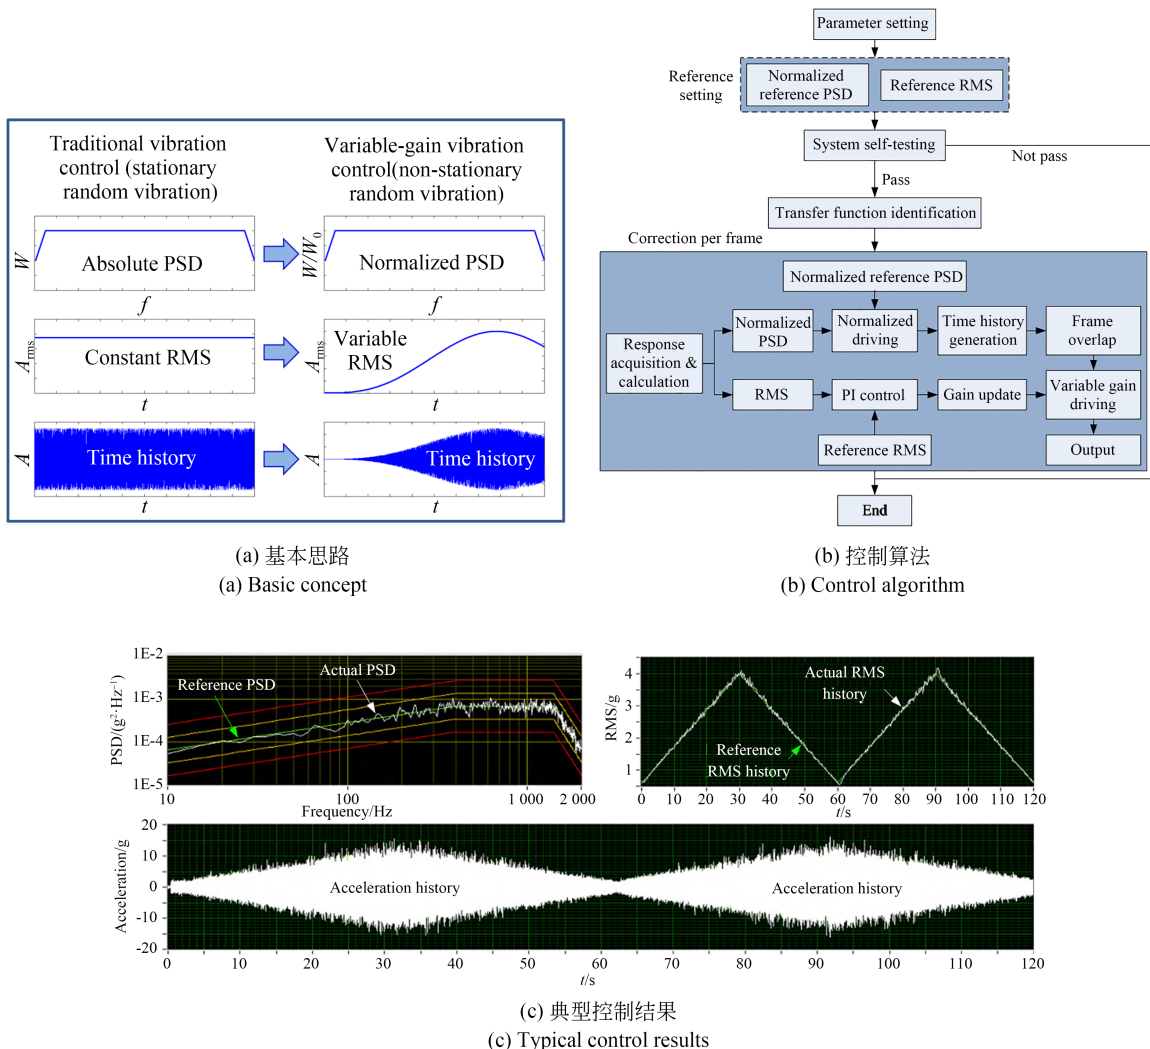 Traditional vibration
control (stationary
random vibration)
Variable-gain vibration
control(non-stationary
random vibration)
W
Absolute PSD
f
W/W0
Normalized PSD
f
Arms
Constant RMS
t
Arms
Variable
RMS
t
A
Time history
t
A
Time history
t
(a) 基本思路
(a) Basic concept
Parameter setting
Reference
setting
Normalized
reference PSD
Reference RMS
System self-testing
Not pass
Pass
Transfer function identification
Correction per frame
Normalized reference PSD
Response
acquisition &
calculation
Normalized
PSD
Normalized
driving
Time history
generation
Frame
overlap
RMS
PI control
Gain update
Variable gain
driving
Reference RMS
Output
End
(b) 控制算法
(b) Control algorithm
PSD/(g²·Hz⁻¹)
1E-2
1E-3
1E-4
1E-5
Reference PSD
Actual PSD
10
100
1 000
2 000
Frequency/Hz
RMS/g
4
3
2
1
Actual RMS
history
Reference
RMS history
0 10 20 30 40 50 60 70 80 90 100 110 120
t/s
Acceleration/g
20
10
0
-10
-20
Acceleration history
Acceleration history
0 10 20 30 40 50 60 70 80 90 100 110 120
t/s
(c) 典型控制结果
(c) Typical control results